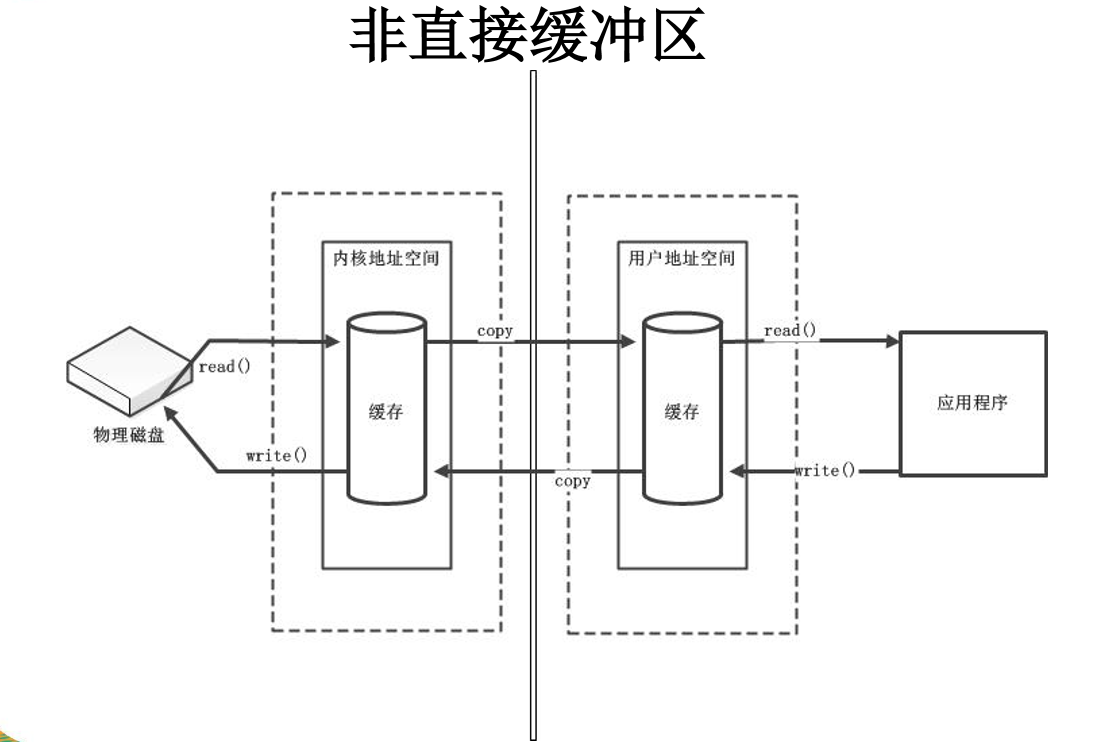 非直接缓冲区
内核地址空间
用户地址空间
copy
read()
read()
缓存
缓存
应用程序
物理磁盘
write()
copy
write()